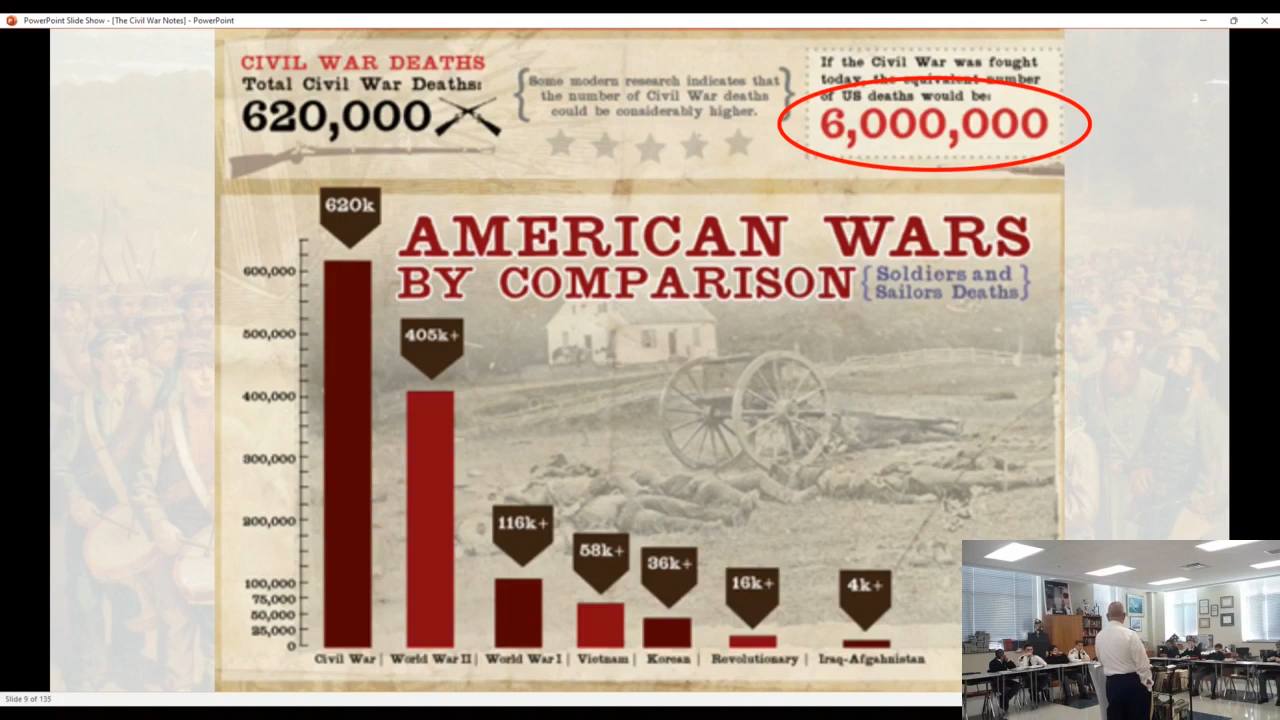 PowerPoint Slide Show - [The Civil War Notes] - PowerPoint
CIVIL WAR DEATHS
Total Civil War Deaths:
620,000
{Some modern research indicates that
the number of Civil War deaths
could be considerably higher.}
If the Civil War was fought
today, the equivalent number
of US deaths would be:
6,000,000
AMERICAN WARS
BY COMPARISON
{Soldiers and
Sailors Deaths}
620k
405k+
116k+
58k+
36k+
16k+
4k+
600,000
500,000
400,000
300,000
200,000
100,000
75,000
50,000
25,000
0
Civil War | World War II | World War I | Vietnam | Korean | Revolutionary | Iraq-Afgahnistan
Slide 9 of 135